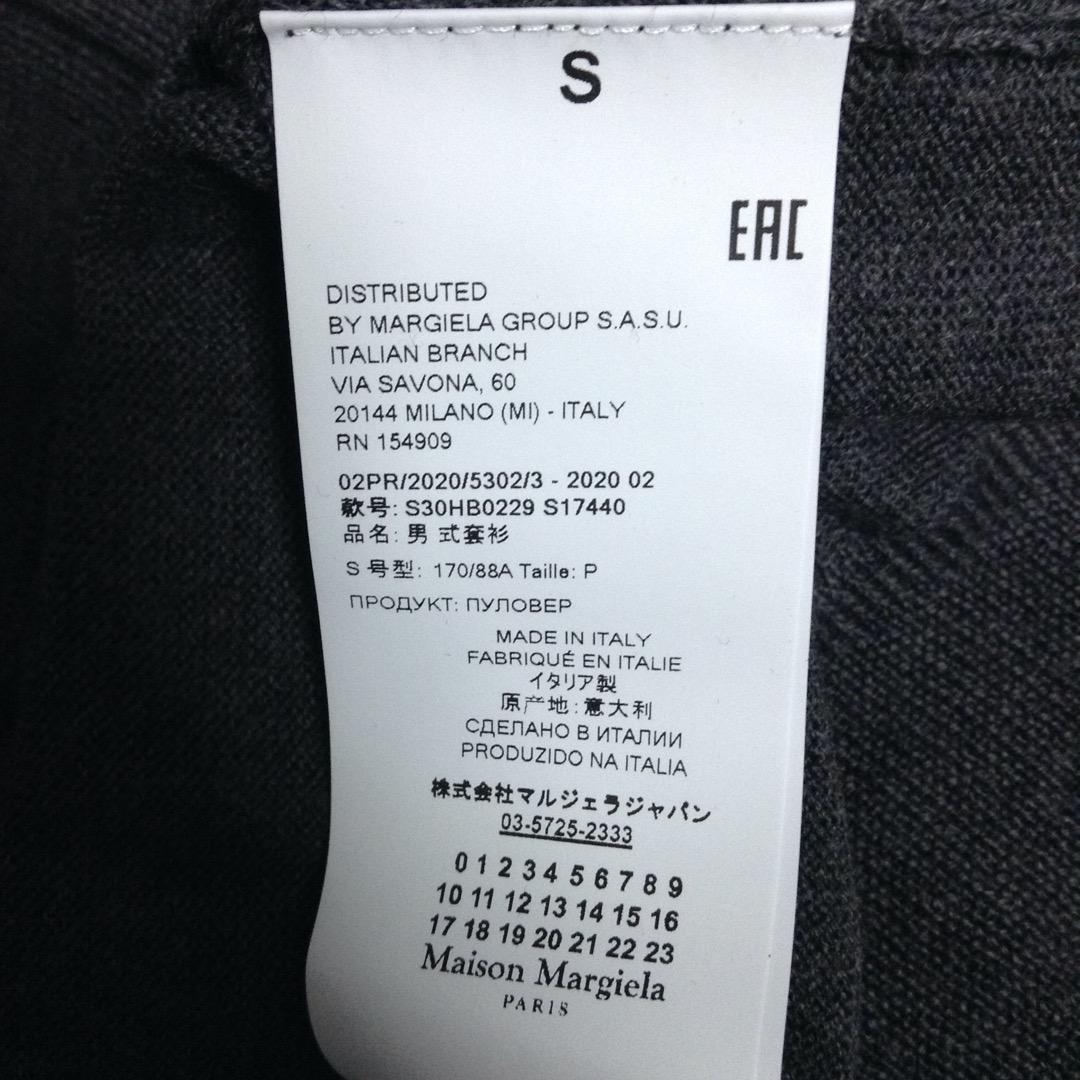 S
EAC
DISTRIBUTED
BY MARGIELA GROUP S.A.S.U.
ITALIAN BRANCH
VIA SAVONA, 60
20144 MILANO (MI) - ITALY
RN 154909
02PR/2020/5302/3 - 2020 02
款号: S30HB0229 S17440
品名: 男 式套衫
S 号型: 170/88A Taille: P
ПРОДУКТ: ПУЛОВЕР
MADE IN ITALY
FABRIQUÉ EN ITALIE
イタリア製
原产地: 意大利
СДЕЛАНО В ИТАЛИИ
PRODUZIDO NA ITALIA
株式会社マルジェラジャパン
03-5725-2333
0 1 2 3 4 5 6 7 8 9
10 11 12 13 14 15 16
17 18 19 20 21 22 23
Maison Margiela
PARIS